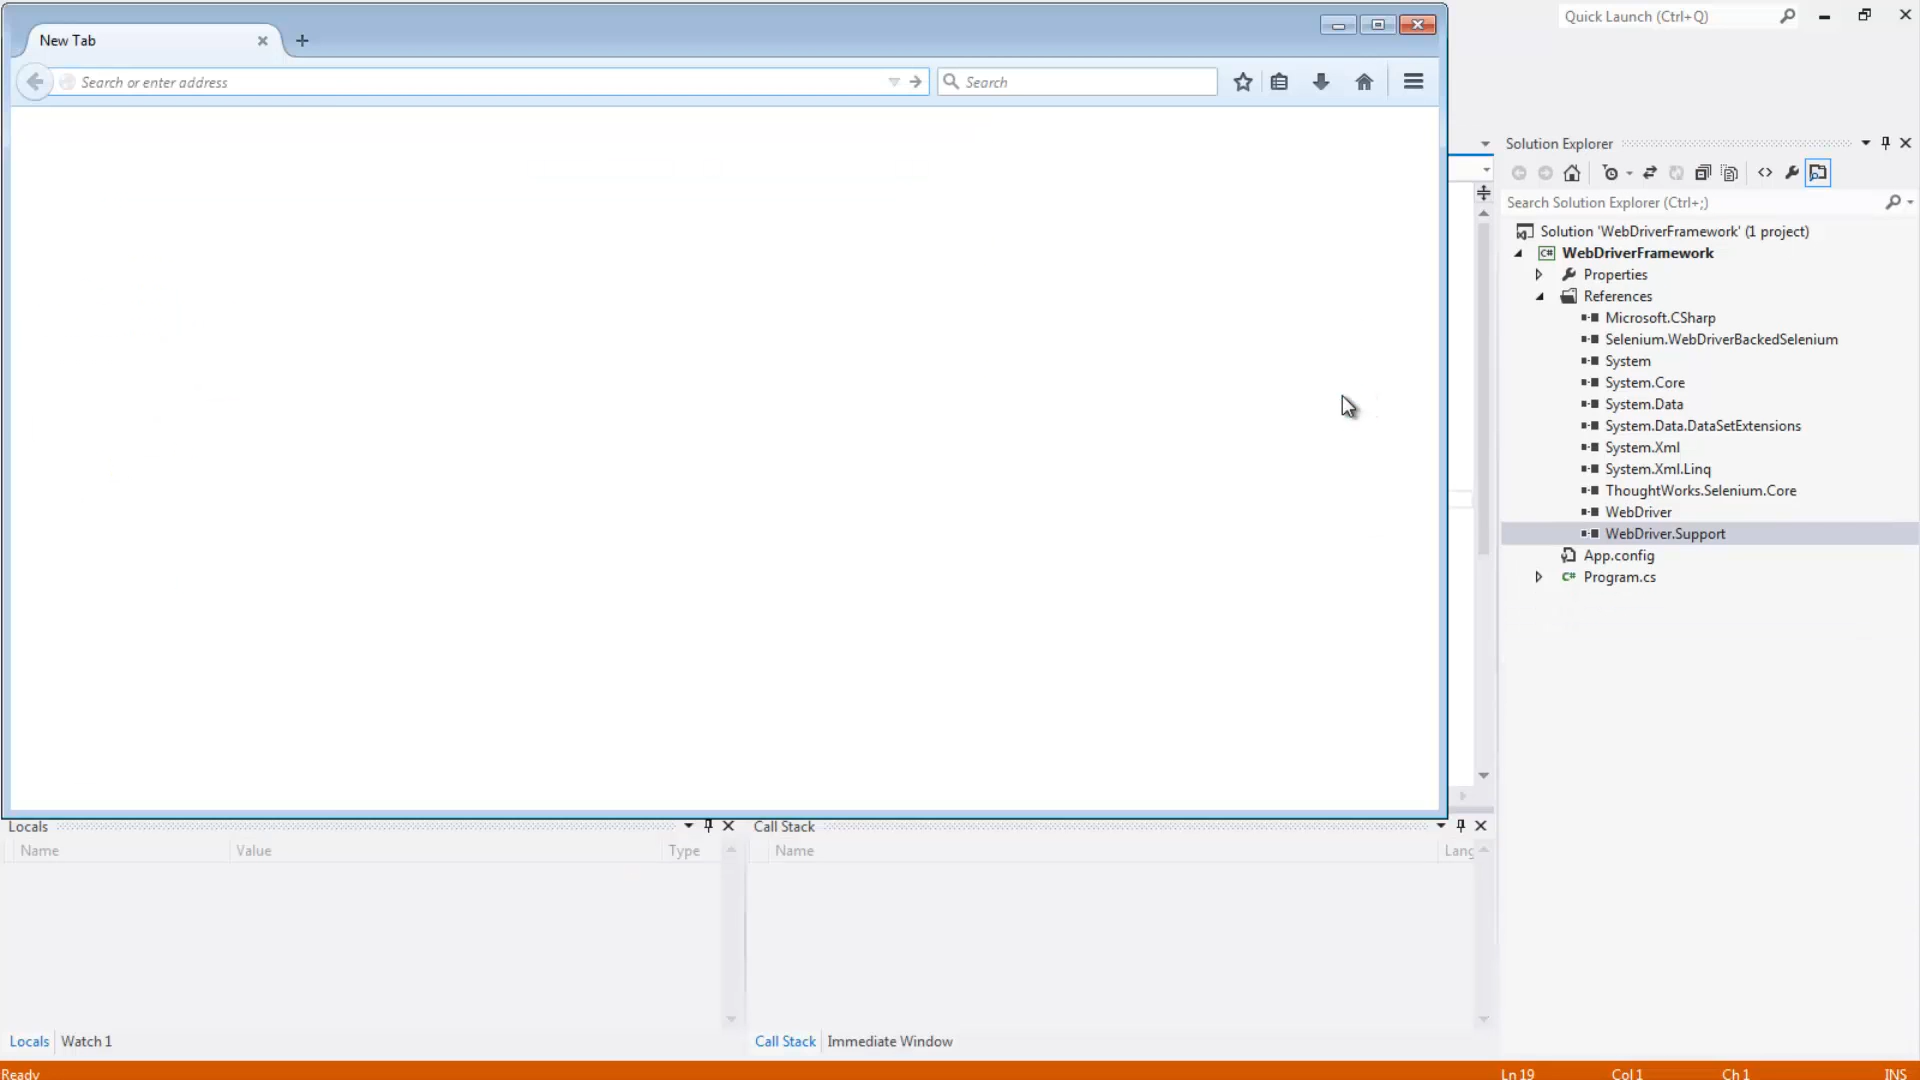 Quick Launch (Ctrl+Q)
New Tab
Search or enter address
Search
Solution Explorer
Search Solution Explorer (Ctrl+;)
Solution 'WebDriverFramework' (1 project)
C# WebDriverFramework
Properties
References
Microsoft.CSharp
Selenium.WebDriverBackedSelenium
System
System.Core
System.Data
System.Data.DataSetExtensions
System.Xml
System.Xml.Linq
ThoughtWorks.Selenium.Core
WebDriver
WebDriver.Support
App.config
C# Program.cs
Locals
Call Stack
Name Value Type
Name Lang
Locals Watch 1
Call Stack Immediate Window
Ready Ln 19 Col 1 Ch 1 INS